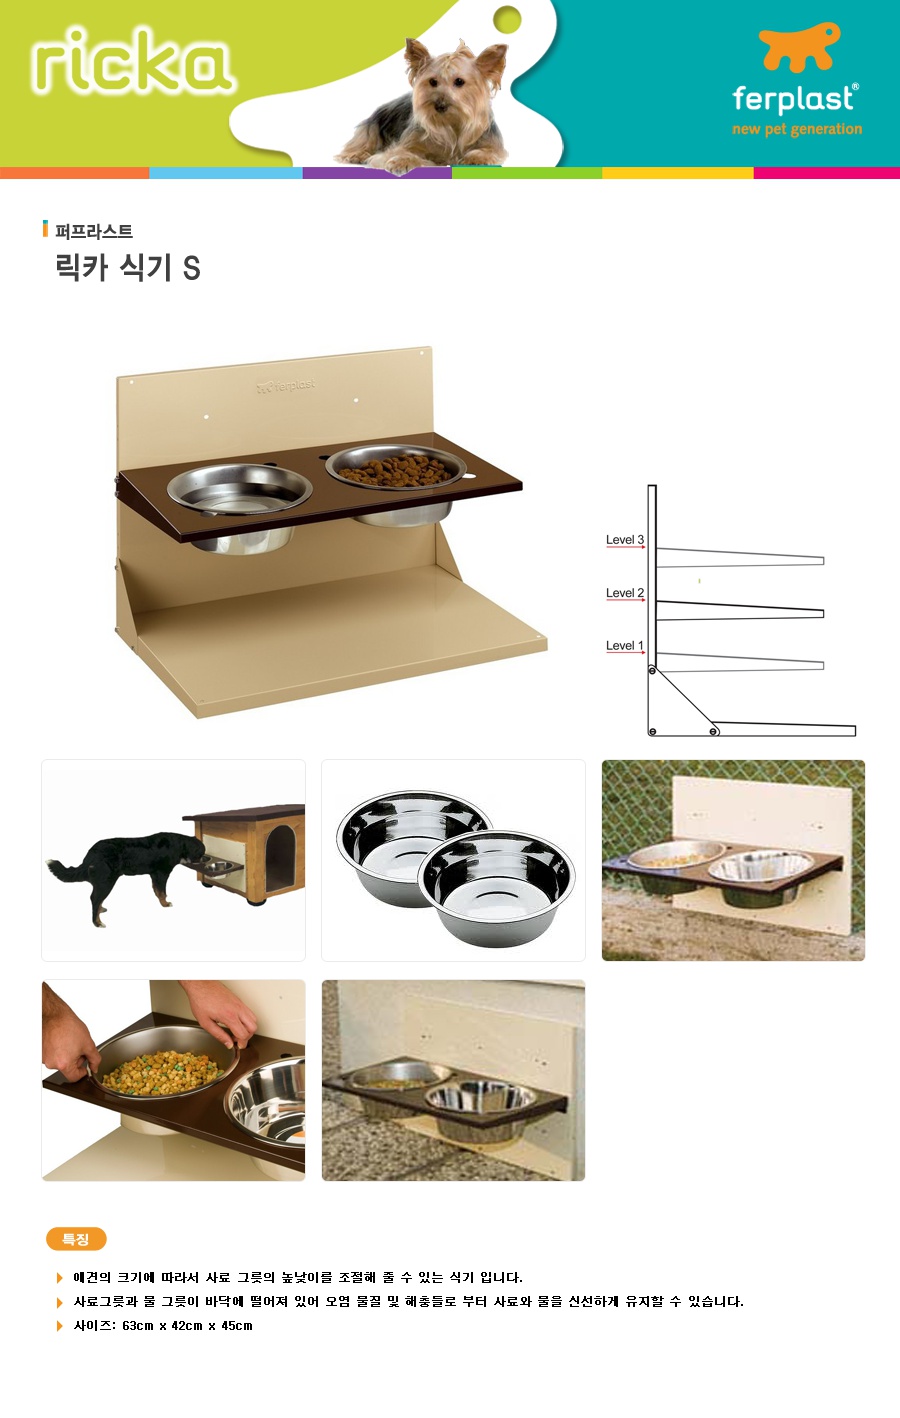 ricka
ferplast®
new pet generation
퍼프라스트
릭카 식기 S
ferplast
Level 3
Level 2
Level 1
특징
애견의 크기에 따라서 사료 그릇의 높낮이를 조절해 줄 수 있는 식기 입니다.
사료그릇과 물 그릇이 바닥에 떨어져 있어 오염 물질 및 해충들로 부터 사료와 물을 신선하게 유지할 수 있습니다.
사이즈: 63cm x 42cm x 45cm